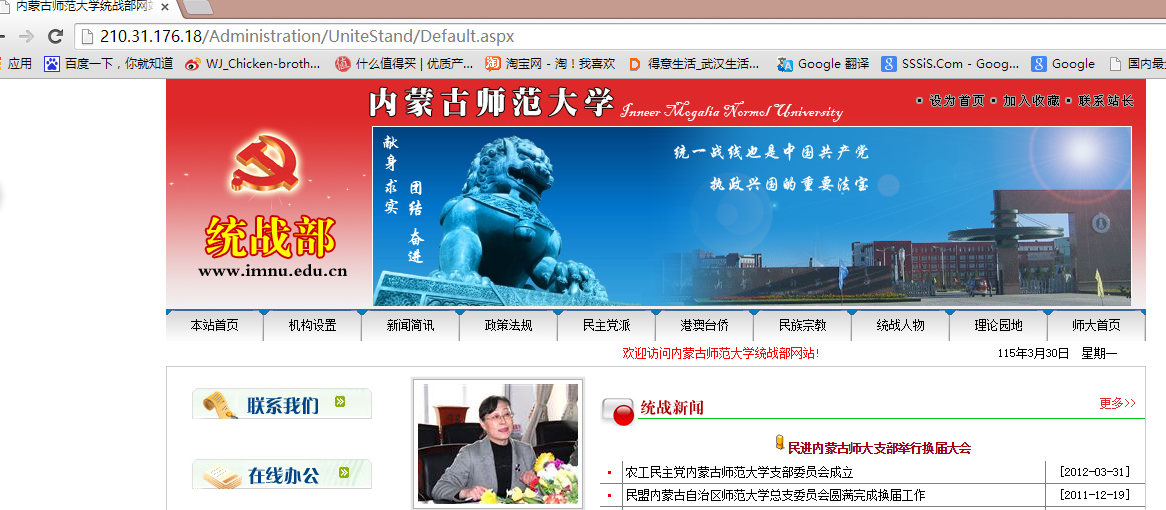 内蒙古师范大学统战部网站
210.31.176.18/Administration/UniteStand/Default.aspx
应用 百度一下，你就知道 WJ_Chicken-broth... 什么值得买 | 优质产... 淘宝网 - 淘！我喜欢 得意生活_武汉生活... Google 翻译 SSSiS.Com - Goog... Google 国内最
内蒙古师范大学 Inneer Mogalia Normol University
设为首页 加入收藏 联系站长
献身求实
团结奋进
统一战线也是中国共产党
执政兴国的重要法宝
统战部
www.imnu.edu.cn
本站首页 机构设置 新闻简讯 政策法规 民主党派 港澳台侨 民族宗教 统战人物 理论园地 师大首页
欢迎访问内蒙古师范大学统战部网站! 115年3月30日 星期一
联系我们
在线办公
统战新闻 更多>>
民进内蒙古师大支部举行换届大会
农工民主党内蒙古师范大学支部委员会成立 [2012-03-31]
民盟内蒙古自治区师范大学总支委员会圆满完成换届工作 [2011-12-19]